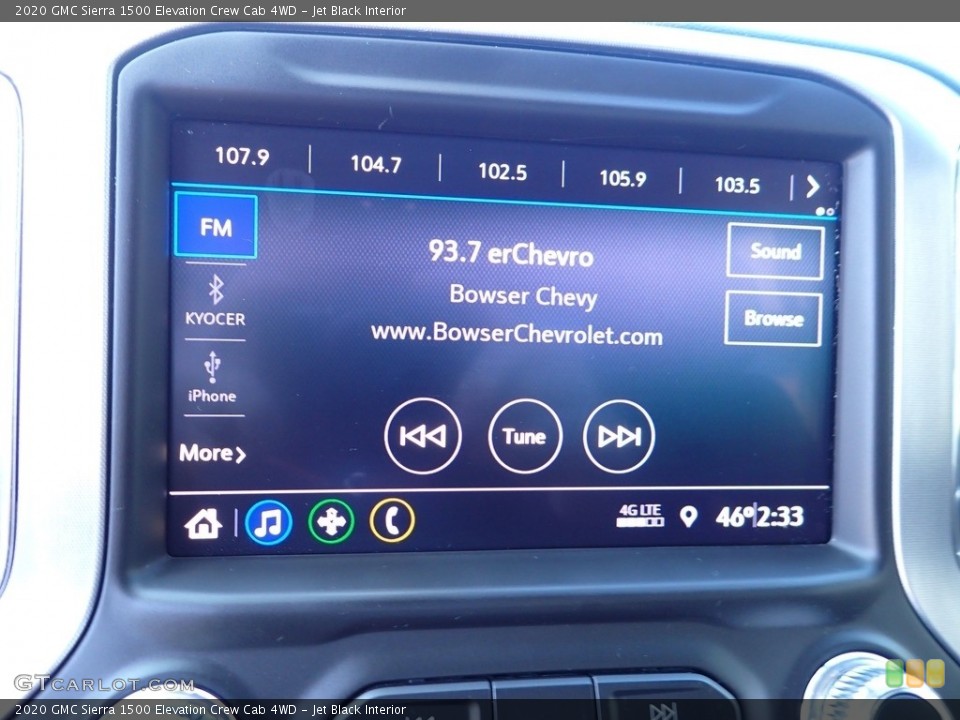 2020 GMC Sierra 1500 Elevation Crew Cab 4WD - Jet Black Interior
107.9 104.7 102.5 105.9 103.5
FM
93.7 erChevro
Sound
Bowser Chevy
KYOCER
Browse
www.BowserChevrolet.com
iPhone
Tune
More
4G LTE
46° 2:33
GTCARLOT.COM
2020 GMC Sierra 1500 Elevation Crew Cab 4WD - Jet Black Interior